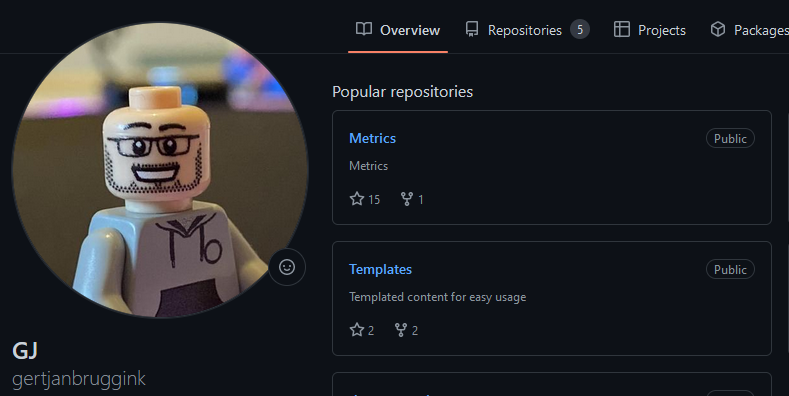 Overview
Repositories 5
Projects
Packages
Popular repositories
Metrics
Public
Metrics
15 1
Templates
Public
Templated content for easy usage
2 2
Mo
GJ
gertjanbruggink